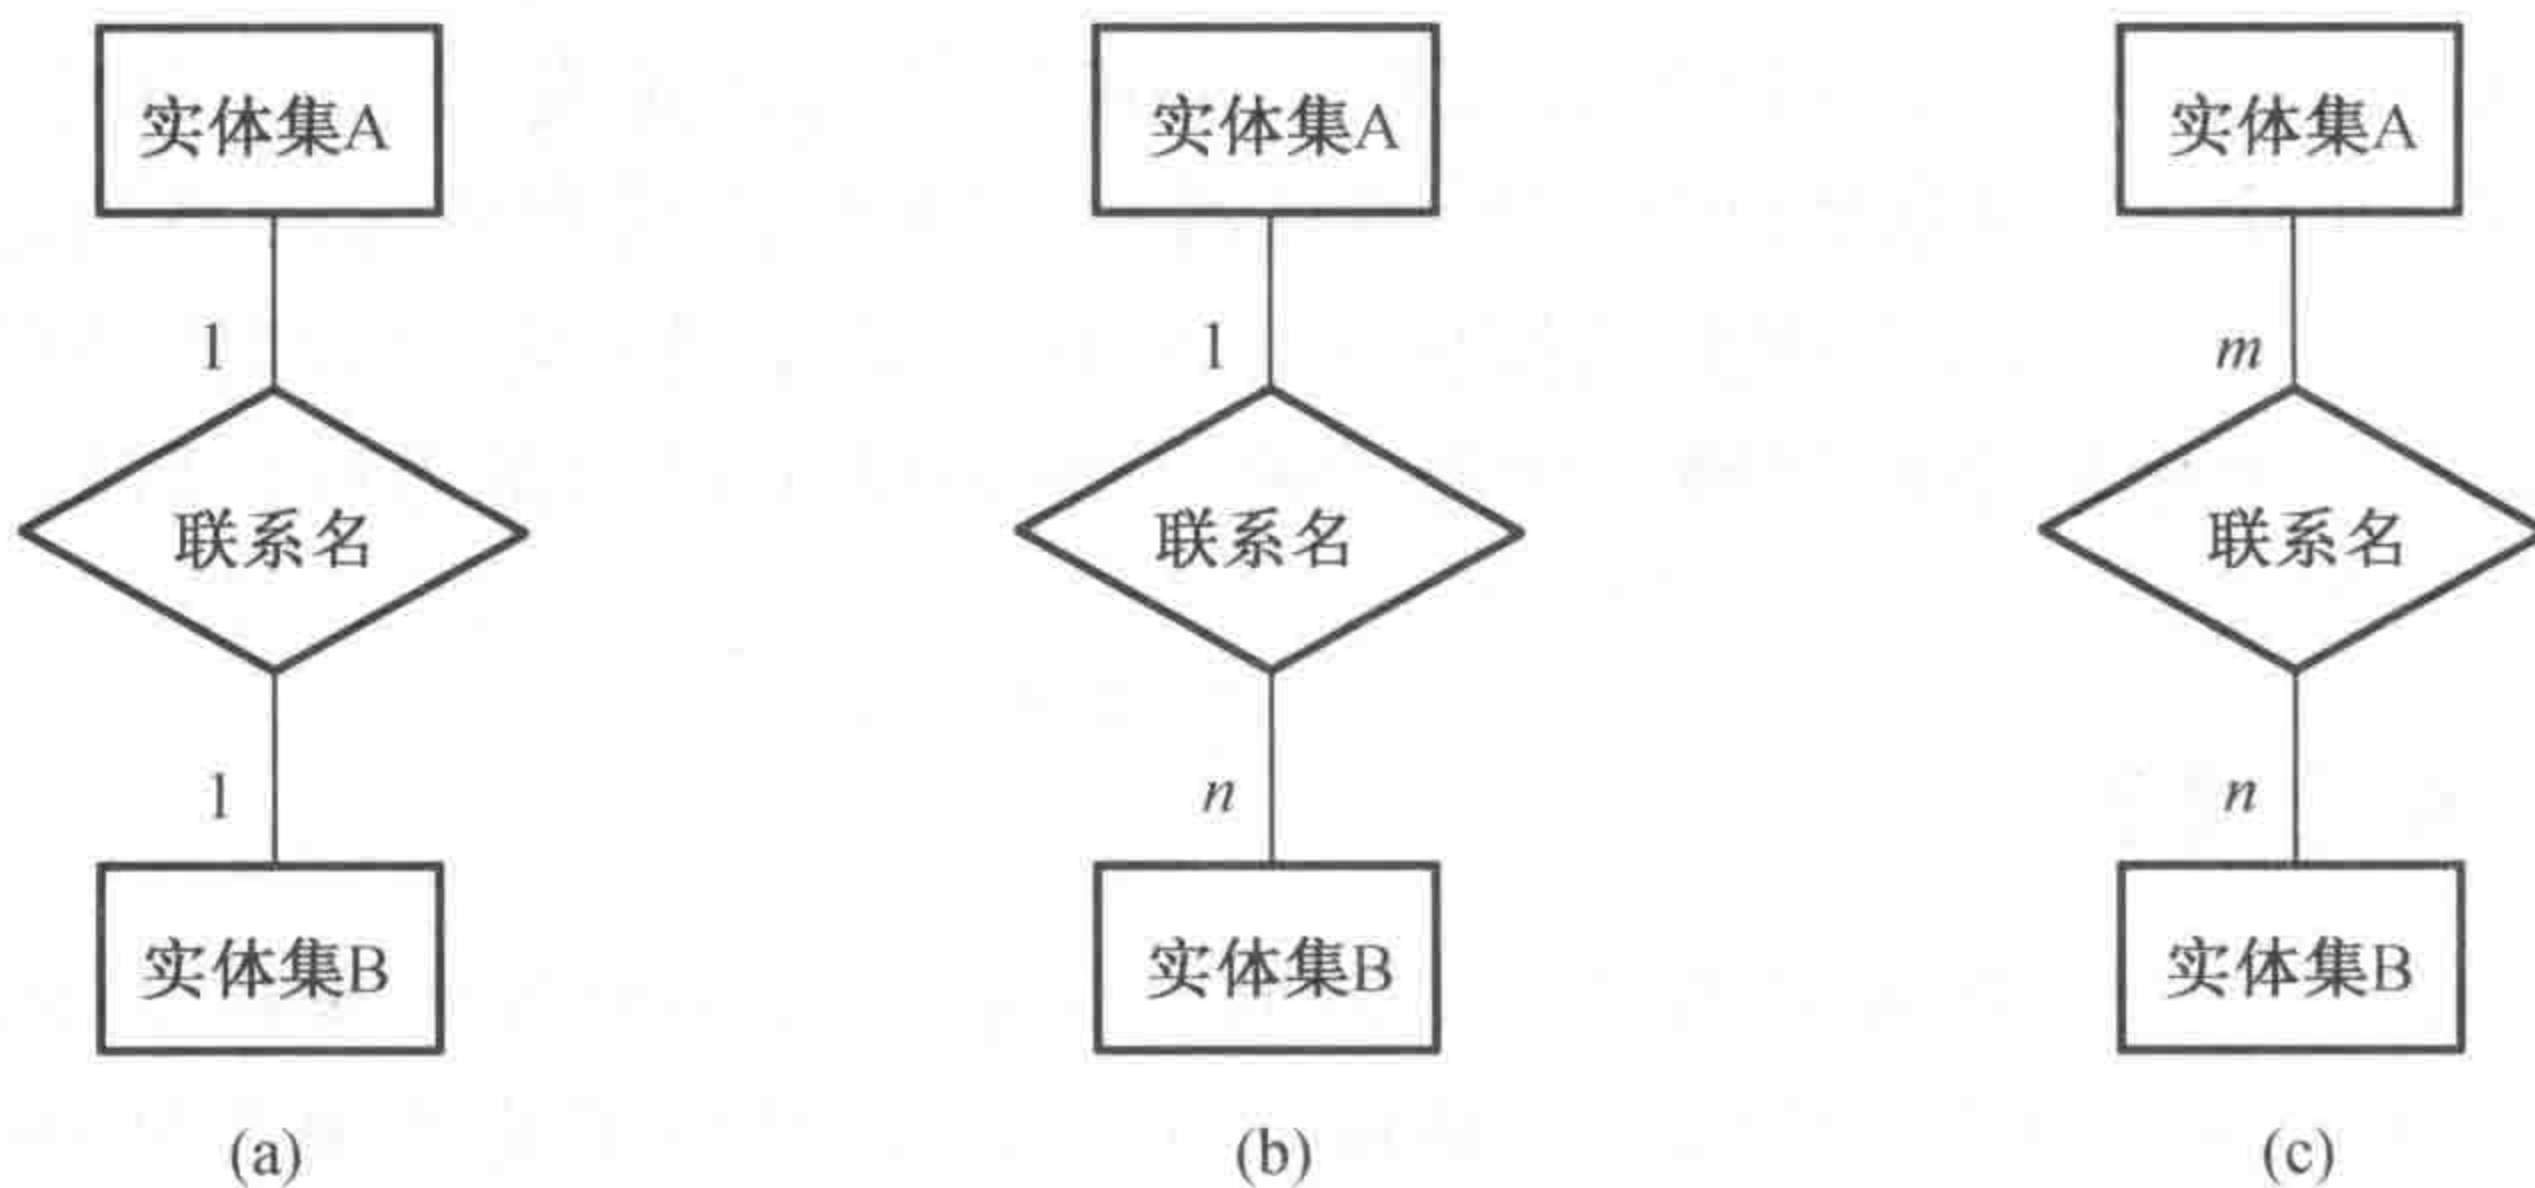 实体集A 实体集A 实体集A
1 1 m
联系名 联系名 联系名
1 n n
实体集B 实体集B 实体集B
(a) (b) (c)